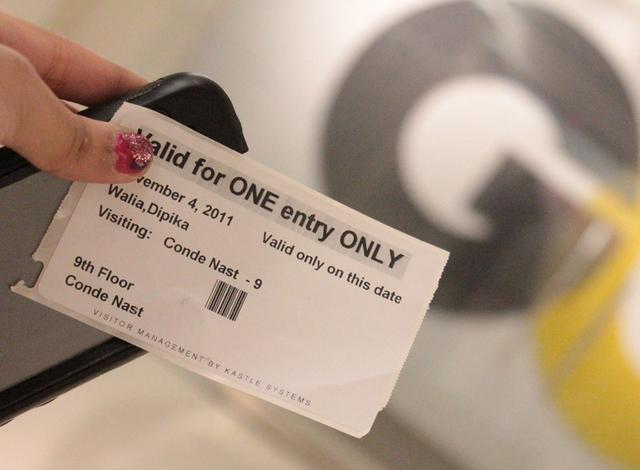 Valid for ONE entry ONLY
vember 4, 2011
Valid only on this date
Walia,Dipika
Visiting: Conde Nast - 9
9th Floor
Conde Nast
VISITOR MANAGEMENT BY KASTLE SYSTEMS